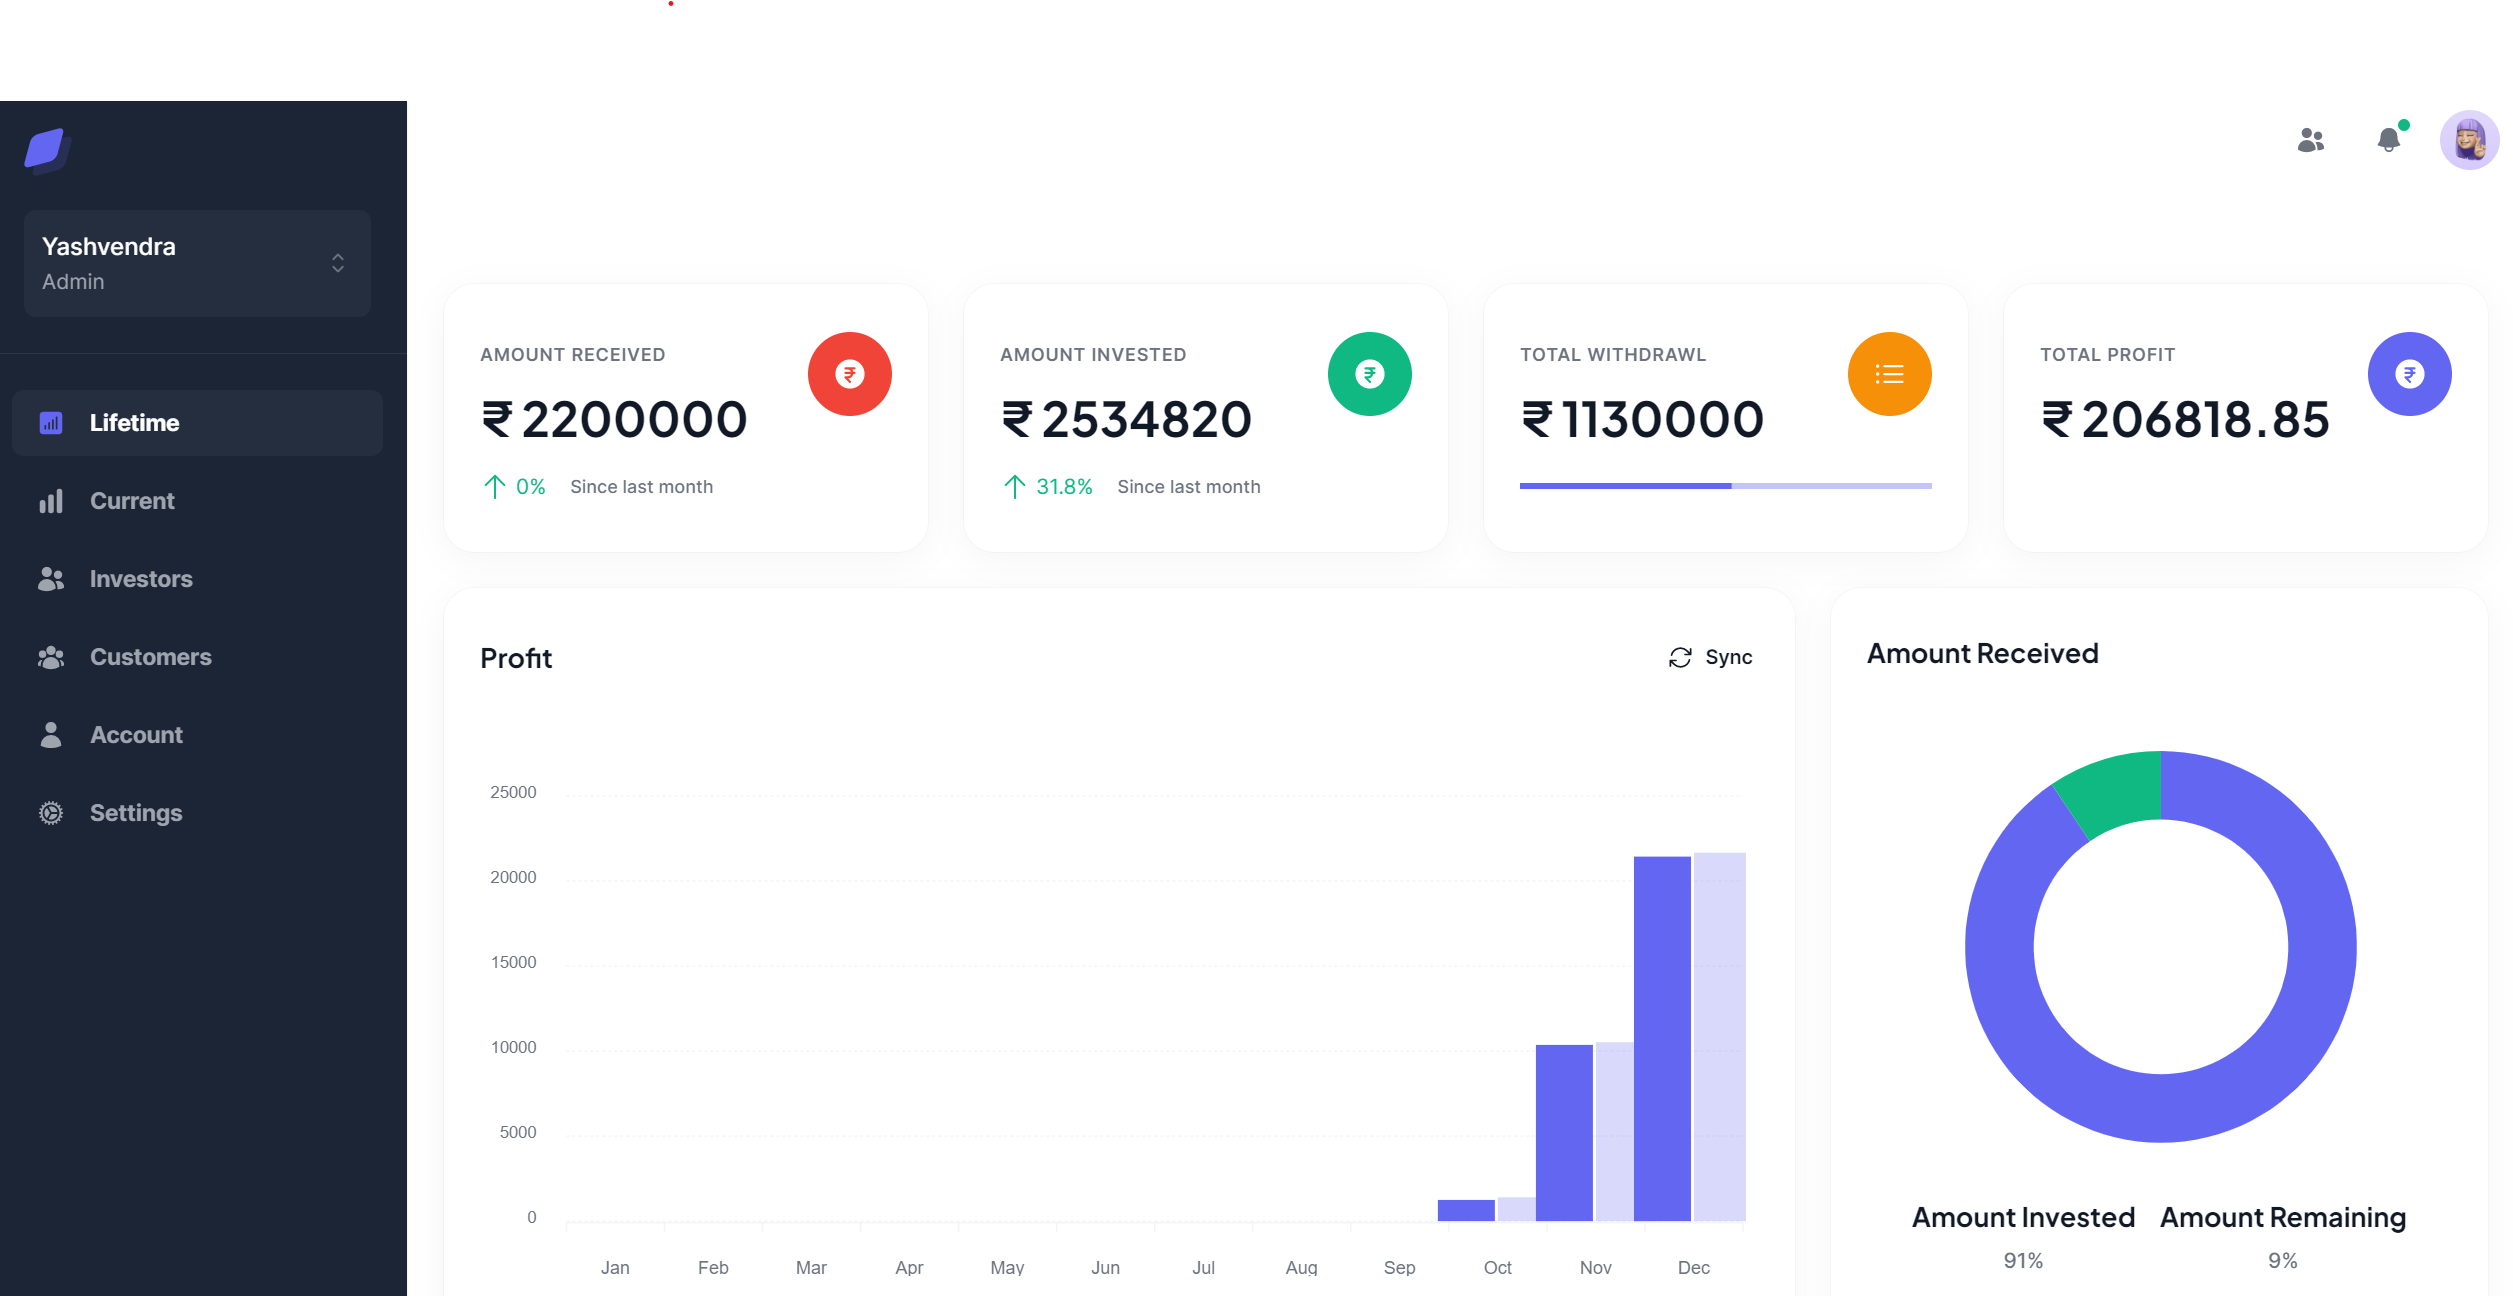 Yashvendra
Admin
Lifetime
Current
Investors
Customers
Account
Settings
AMOUNT RECEIVED
₹ 2200000
0% Since last month
AMOUNT INVESTED
₹ 2534820
31.8% Since last month
TOTAL WITHDRAWL
₹ 1130000
TOTAL PROFIT
₹ 206818.85
Profit
Sync
25000
20000
15000
10000
5000
0
Jan Feb Mar Apr May Jun Jul Aug Sep Oct Nov Dec
Amount Received
Amount Invested Amount Remaining
91% 9%